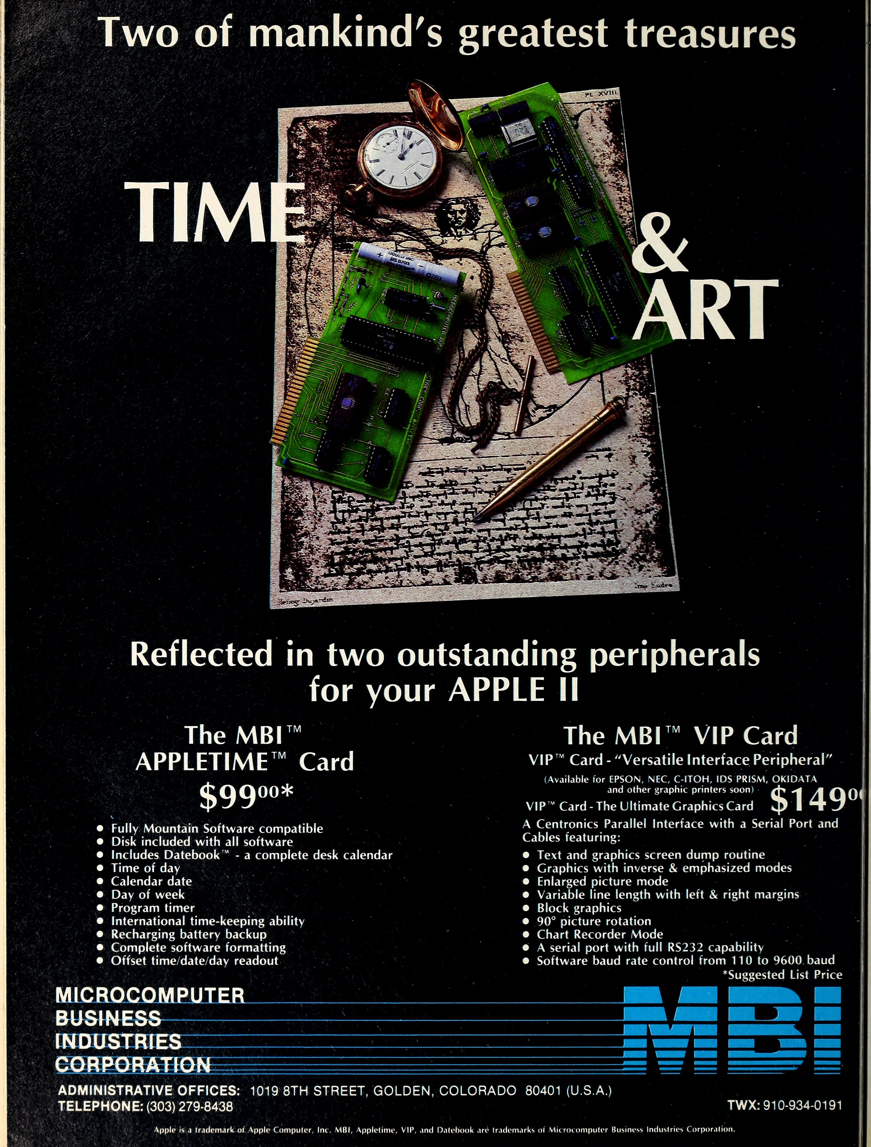 Two of mankind's greatest treasures
PL XVIII
TIME
&
ART
Reflected in two outstanding peripherals
for your APPLE II
The MBI™
APPLETIME™ Card
$99⁰⁰*
• Fully Mountain Software compatible
• Disk included with all software
• Includes Datebook™ - a complete desk calendar
• Time of day
• Calendar date
• Day of week
• Program timer
• International time-keeping ability
• Recharging battery backup
• Complete software formatting
• Offset time/date/day readout
The MBI™ VIP Card
VIP™ Card - “Versatile Interface Peripheral”
(Available for EPSON, NEC, C-ITOH, IDS PRISM, OKIDATA
and other graphic printers soon)
VIP™ Card - The Ultimate Graphics Card $149⁰⁰
A Centronics Parallel Interface with a Serial Port and
Cables featuring:
• Text and graphics screen dump routine
• Graphics with inverse & emphasized modes
• Enlarged picture mode
• Variable line length with left & right margins
• Block graphics
• 90° picture rotation
• Chart Recorder Mode
• A serial port with full RS232 capability
• Software baud rate control from 110 to 9600 baud
*Suggested List Price
MICROCOMPUTER
BUSINESS
INDUSTRIES
CORPORATION
MBI
ADMINISTRATIVE OFFICES: 1019 8TH STREET, GOLDEN, COLORADO 80401 (U.S.A.)
TELEPHONE: (303) 279-8438
TWX: 910-934-0191
Apple is a trademark of Apple Computer, Inc. MBI, Appletime, VIP, and Datebook are trademarks of Microcomputer Business Industries Corporation.